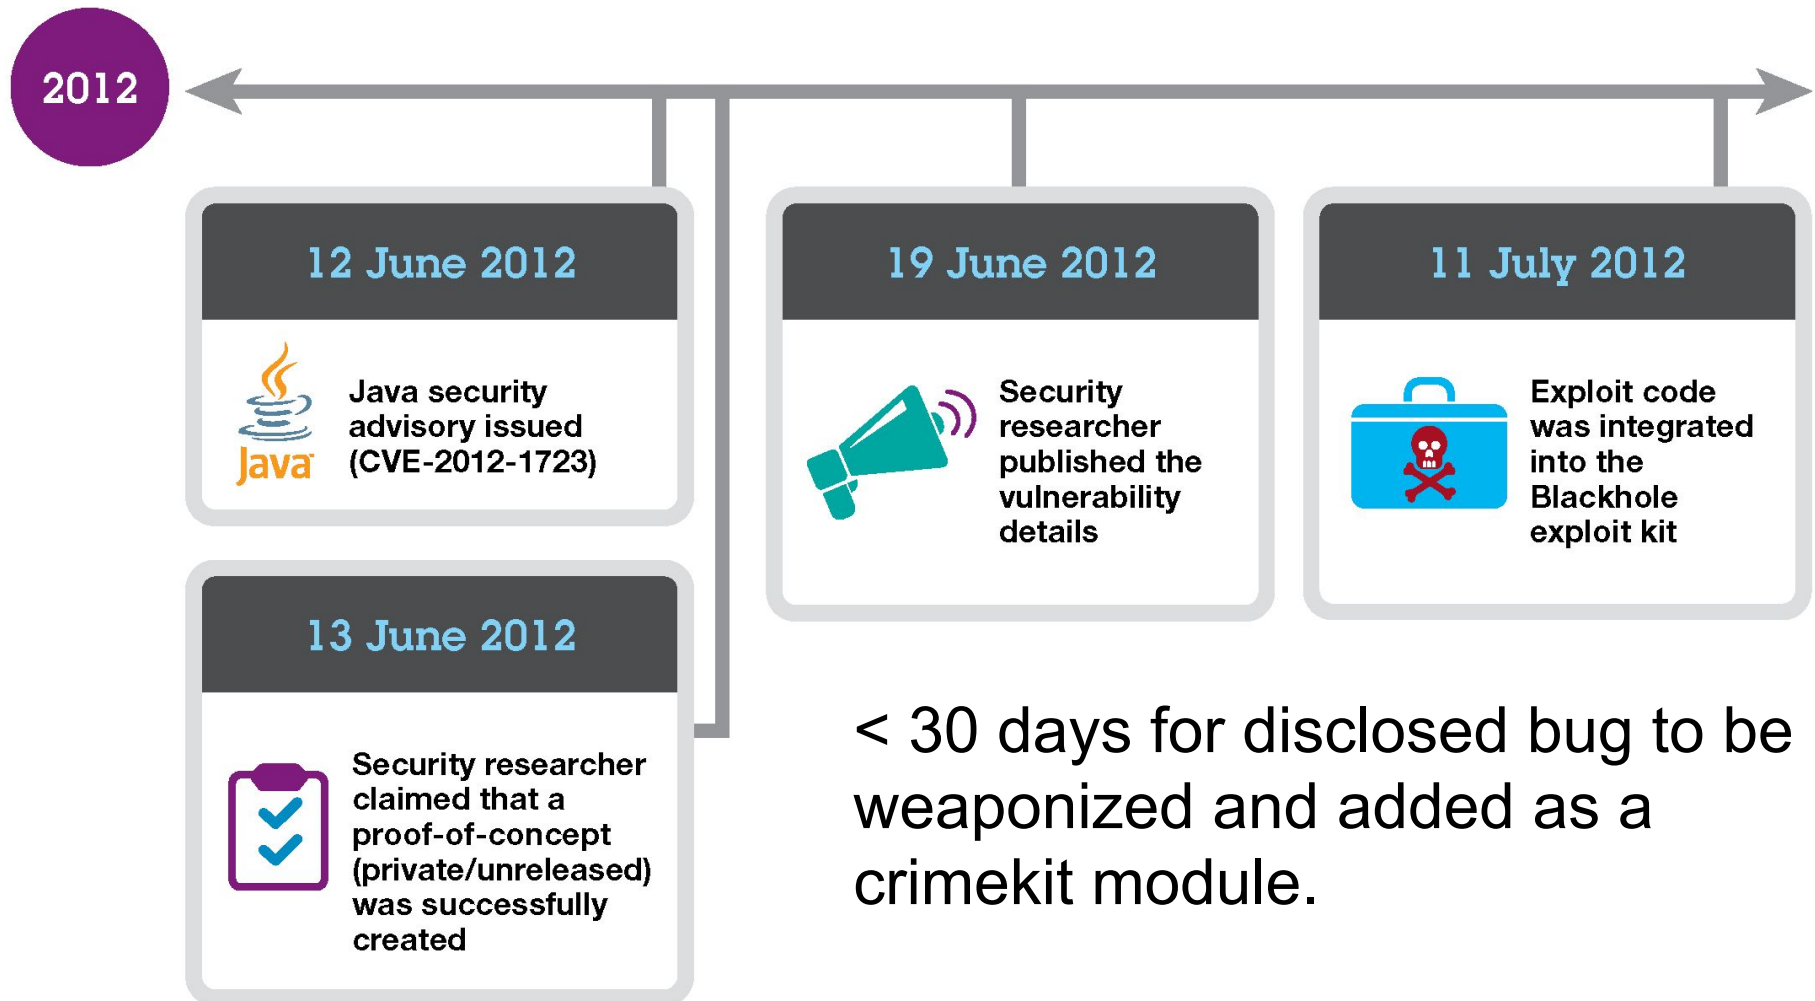 2012
12 June 2012
Java security
advisory issued
(CVE-2012-1723)
Java
13 June 2012
Security researcher
claimed that a
proof-of-concept
(private/unreleased)
was successfully
created
19 June 2012
Security
researcher
published the
vulnerability
details
11 July 2012
Exploit code
was integrated
into the
Blackhole
exploit kit
< 30 days for disclosed bug to be
weaponized and added as a
crimekit module.